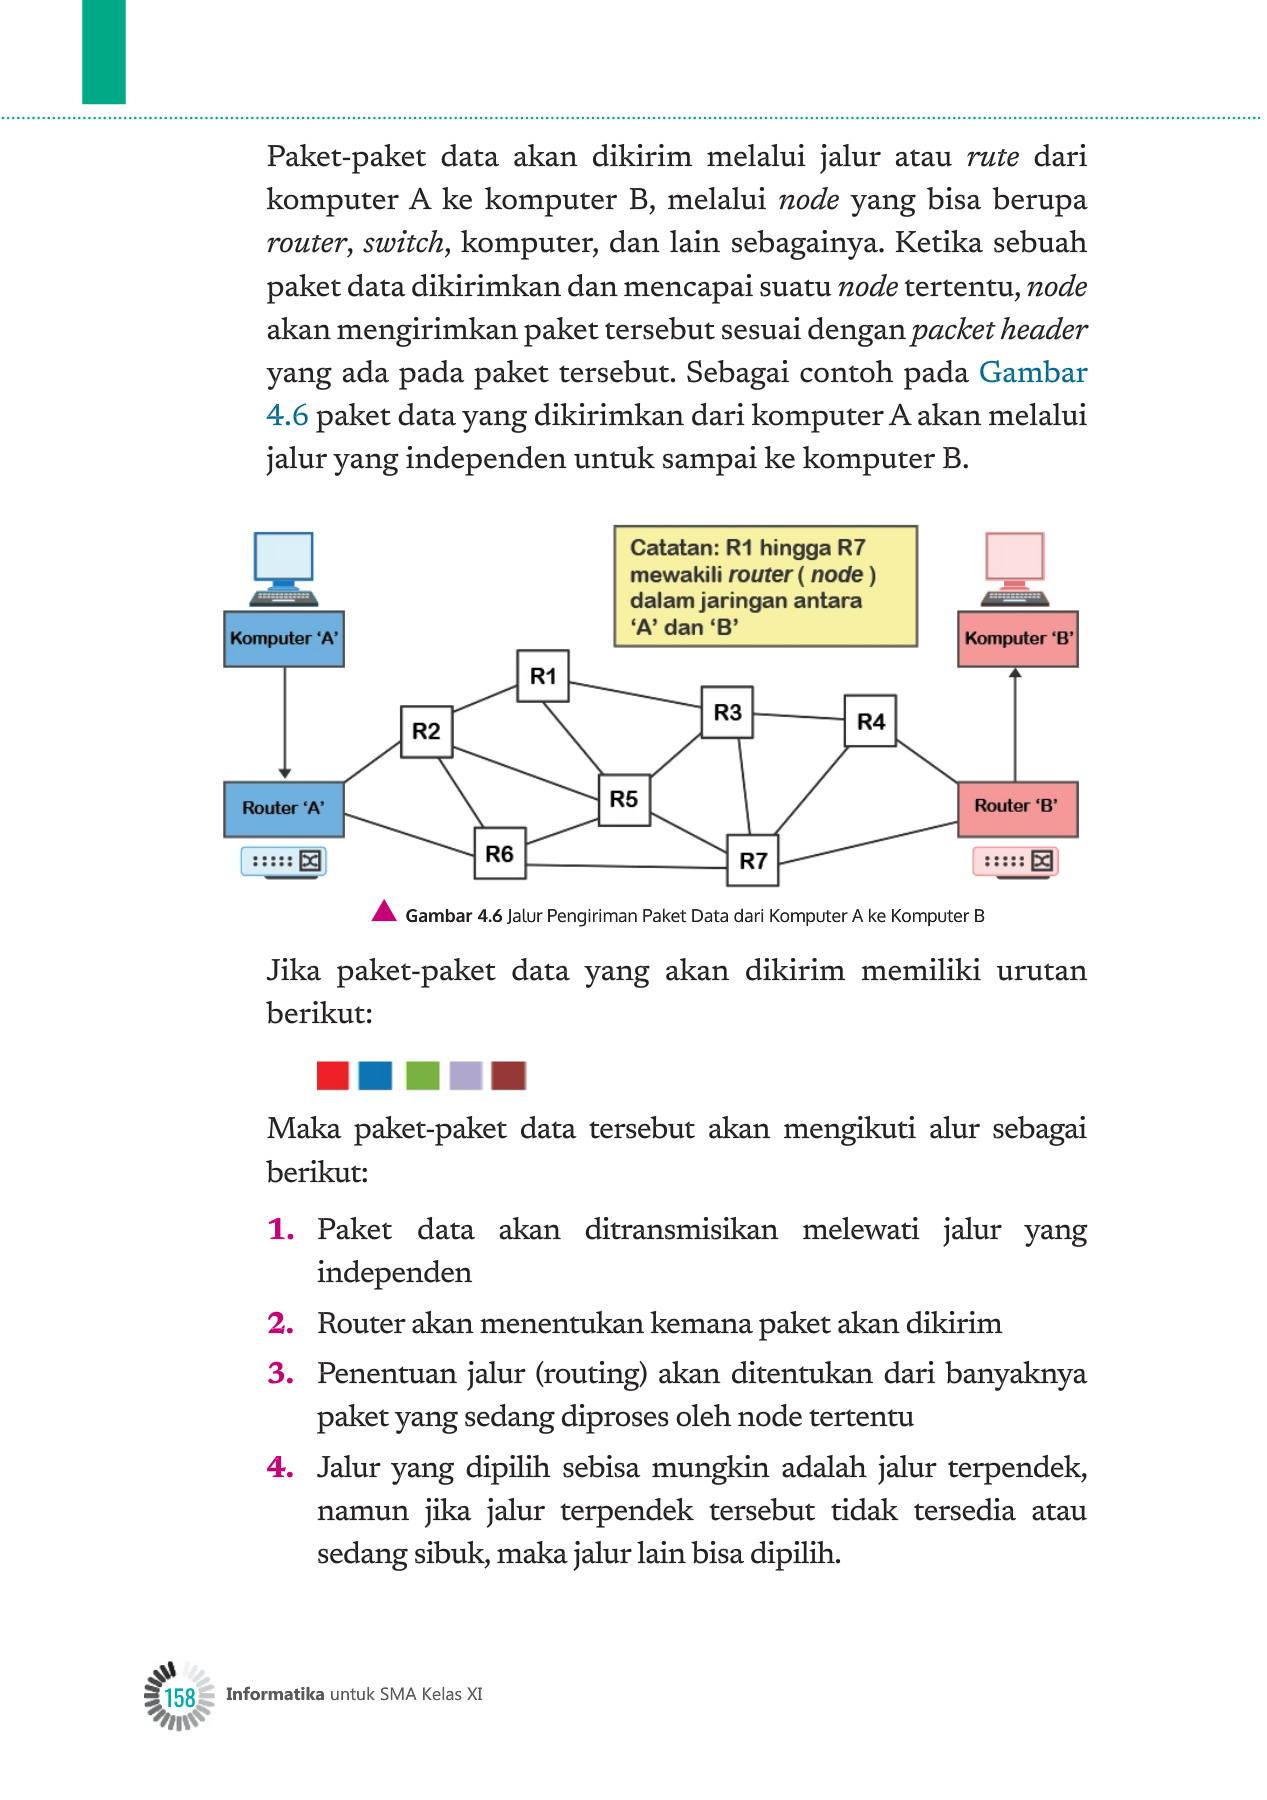 Paket-paket data akan dikirim melalui jalur atau rute dari
komputer A ke komputer B, melalui node yang bisa berupa
router, switch, komputer, dan lain sebagainya. Ketika sebuah
paket data dikirimkan dan mencapai suatu node tertentu, node
akan mengirimkan paket tersebut sesuai dengan packet header
yang ada pada paket tersebut. Sebagai contoh pada Gambar
4.6 paket data yang dikirimkan dari komputer A akan melalui
jalur yang independen untuk sampai ke komputer B.
Catatan: R1 hingga R7
mewakili router ( node )
dalam jaringan antara
‘A’ dan ‘B’
Komputer ‘A’
Komputer ‘B’
R1
R3
R4
R2
R5
Router ‘A’
Router ‘B’
R6
R7
Gambar 4.6 Jalur Pengiriman Paket Data dari Komputer A ke Komputer B
Jika paket-paket data yang akan dikirim memiliki urutan
berikut:
Maka paket-paket data tersebut akan mengikuti alur sebagai
berikut:
1. Paket data akan ditransmisikan melewati jalur yang
independen
2. Router akan menentukan kemana paket akan dikirim
3. Penentuan jalur (routing) akan ditentukan dari banyaknya
paket yang sedang diproses oleh node tertentu
4. Jalur yang dipilih sebisa mungkin adalah jalur terpendek,
namun jika jalur terpendek tersebut tidak tersedia atau
sedang sibuk, maka jalur lain bisa dipilih.
158 Informatika untuk SMA Kelas XI